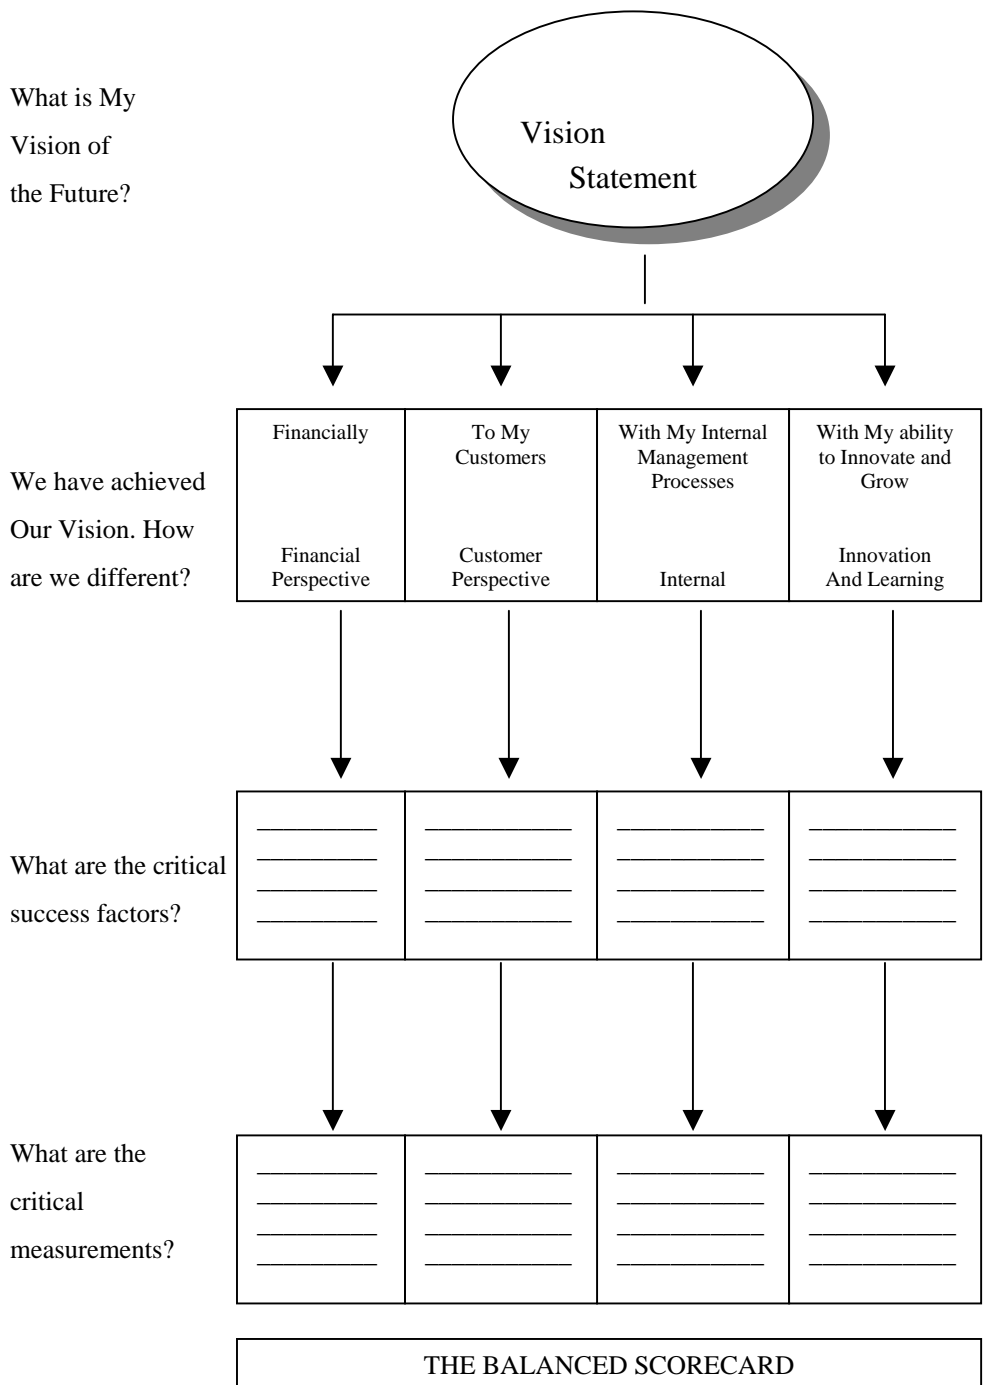 What is My
Vision of
the Future?
Vision
Statement
We have achieved
Our Vision. How
are we different?
Financially
Financial
Perspective
To My
Customers
Customer
Perspective
With My Internal
Management
Processes
Internal
With My ability
to Innovate and
Grow
Innovation
And Learning
What are the critical
success factors?
What are the
critical
measurements?
THE BALANCED SCORECARD